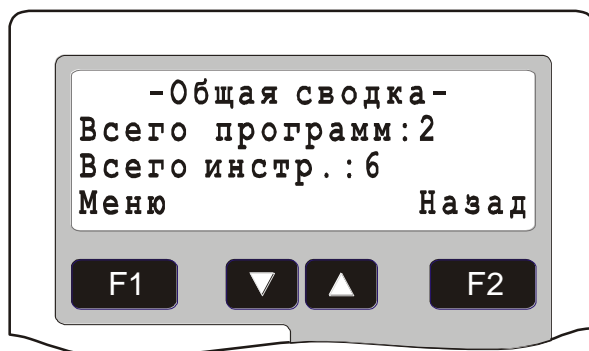 -Общая сводка-
Всего программ:2
Всего инстр.:6
Меню Назад
F1 F2